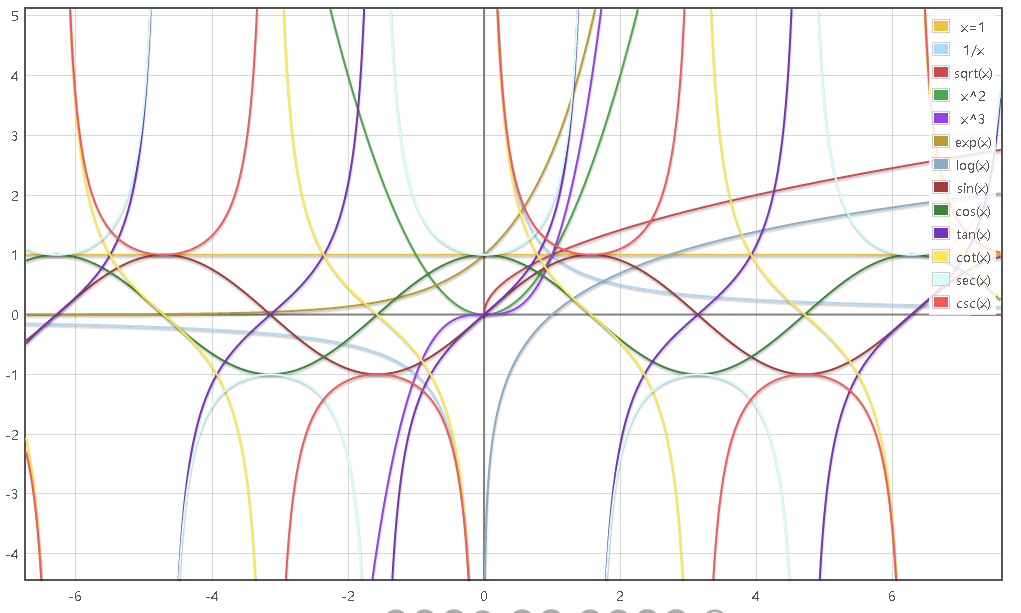 5
4
3
2
1
0
-1
-2
-3
-4
-6
-4
-2
0
2
4
6
x=1
1/x
sqrt(x)
x^2
x^3
exp(x)
log(x)
sin(x)
cos(x)
tan(x)
cot(x)
sec(x)
csc(x)